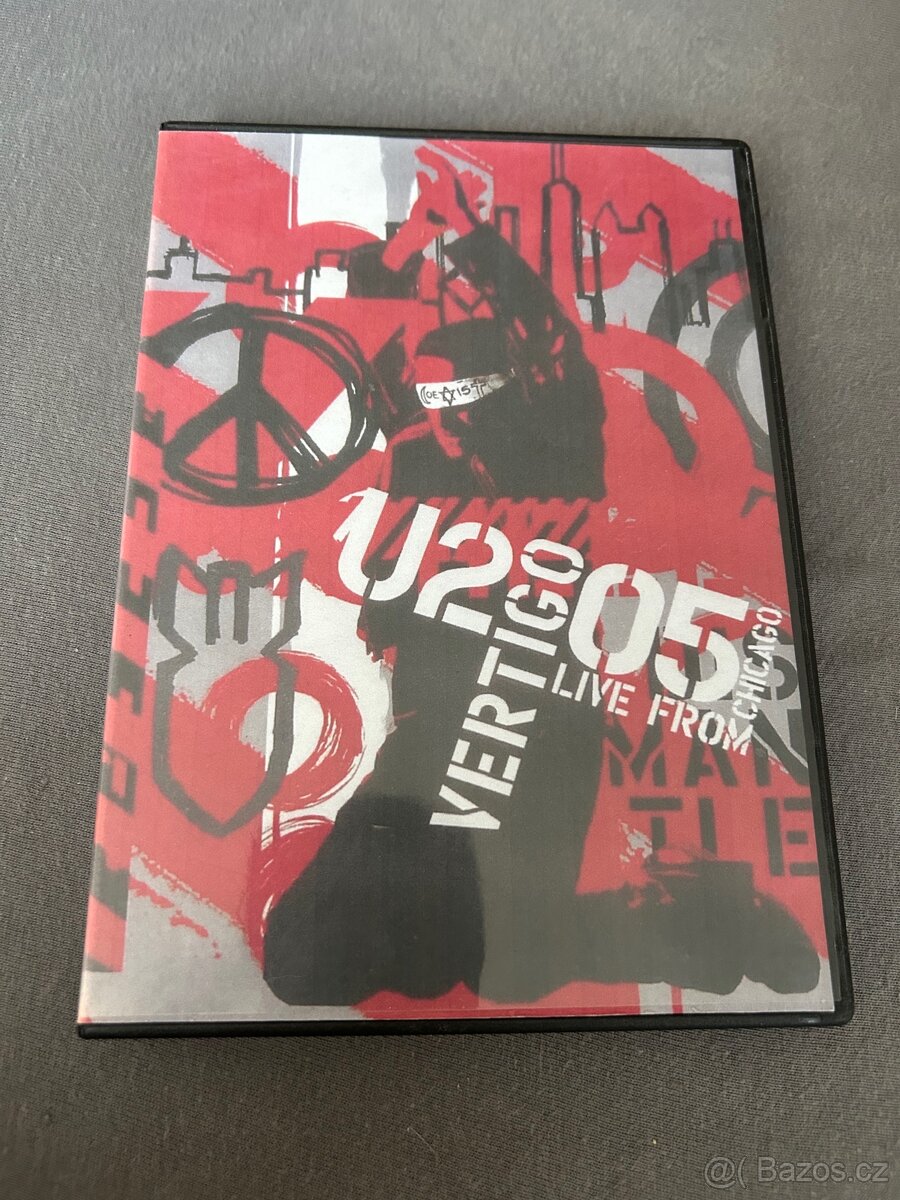 COEXIST
U2
VERTIGO
05
LIVE FROM
CHICAGO
@( Bazos.cz